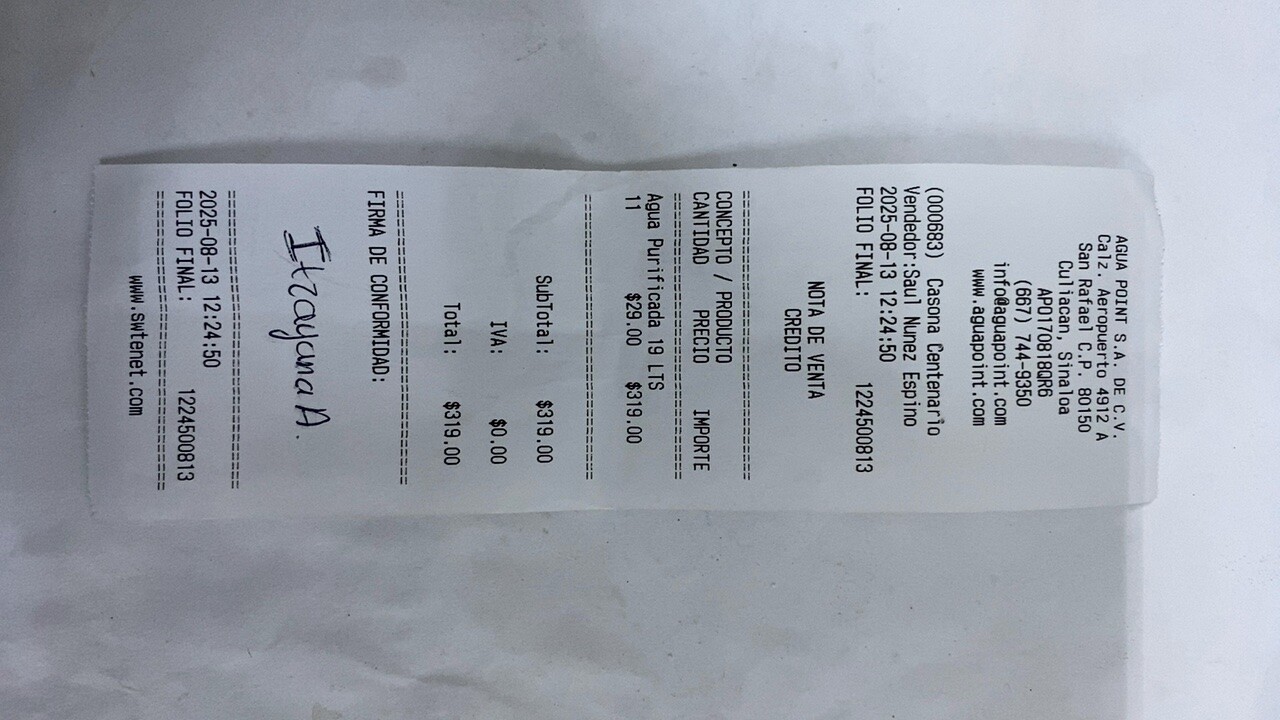 AGUA POINT S.A. DE C.V.
Calz. Aeropuerto 4912 A
San Rafael C.P. 80150
Culiacan, Sinaloa
APO170818QR6
(667) 744-9350
info@aguapoint.com
www.aguapoint.com
(000683) Casona Centenario
Vendedor:Saul Nunez Espino
2025-08-13 12:24:50
FOLIO FINAL: 1224500813
NOTA DE VENTA
CREDITO
CONCEPTO / PRODUCTO
CANTIDAD PRECIO IMPORTE
Agua Purificada 19 LTS
11 $29.00 $319.00
SubTotal: $319.00
IVA: $0.00
Total: $319.00
FIRMA DE CONFORMIDAD:
Itzayana A.
2025-08-13 12:24:50
FOLIO FINAL: 1224500813
www.swtenet.com